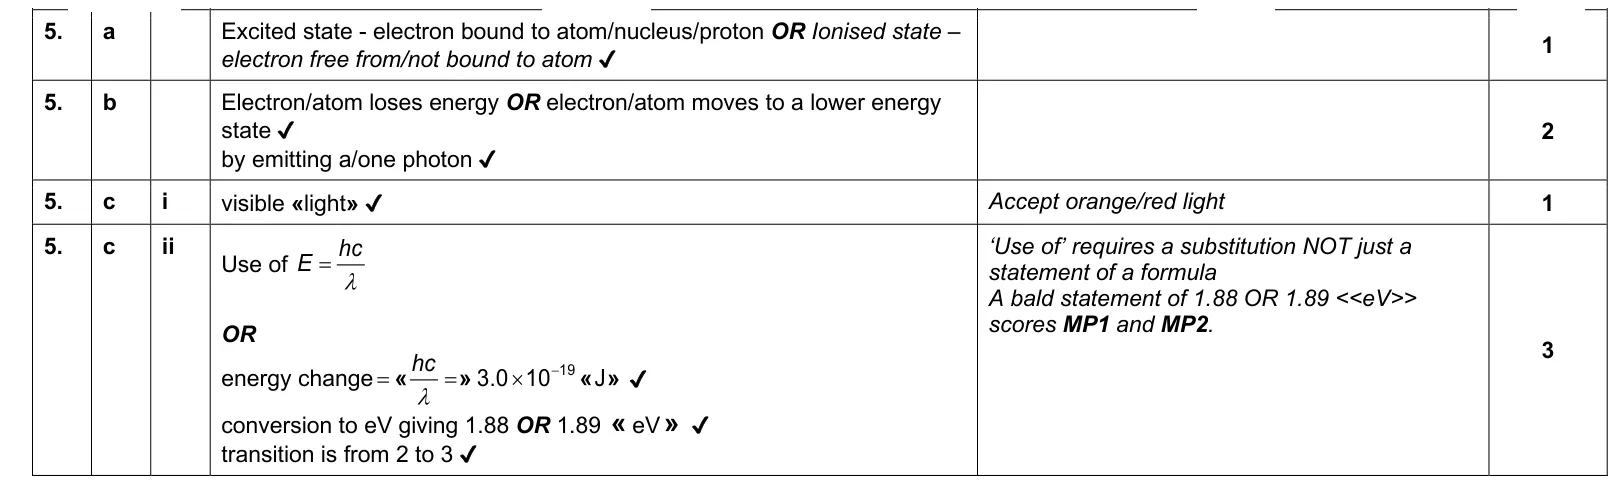 5. a Excited state - electron bound to atom/nucleus/proton OR Ionised state –
electron free from/not bound to atom ✓
1
5. b Electron/atom loses energy OR electron/atom moves to a lower energy
state ✓
by emitting a/one photon ✓
2
5. c i visible «light» ✓ Accept orange/red light 1
5. c ii
Use of E = hc/λ
OR
energy change = « hc/λ = » 3.0 × 10⁻¹⁹ «J» ✓
conversion to eV giving 1.88 OR 1.89 « eV » ✓
transition is from 2 to 3 ✓
‘Use of’ requires a substitution NOT just a
statement of a formula
A bald statement of 1.88 OR 1.89 <<eV>>
scores MP1 and MP2.
3